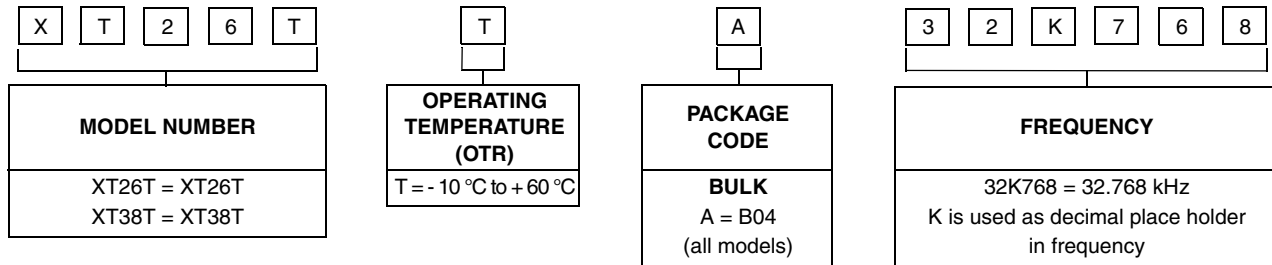 X T 2 6 T T A 3 2 K 7 6 8
MODEL NUMBER
XT26T = XT26T
XT38T = XT38T
OPERATING
TEMPERATURE
(OTR)
T = - 10 °C to + 60 °C
PACKAGE
CODE
BULK
A = B04
(all models)
FREQUENCY
32K768 = 32.768 kHz
K is used as decimal place holder
in frequency